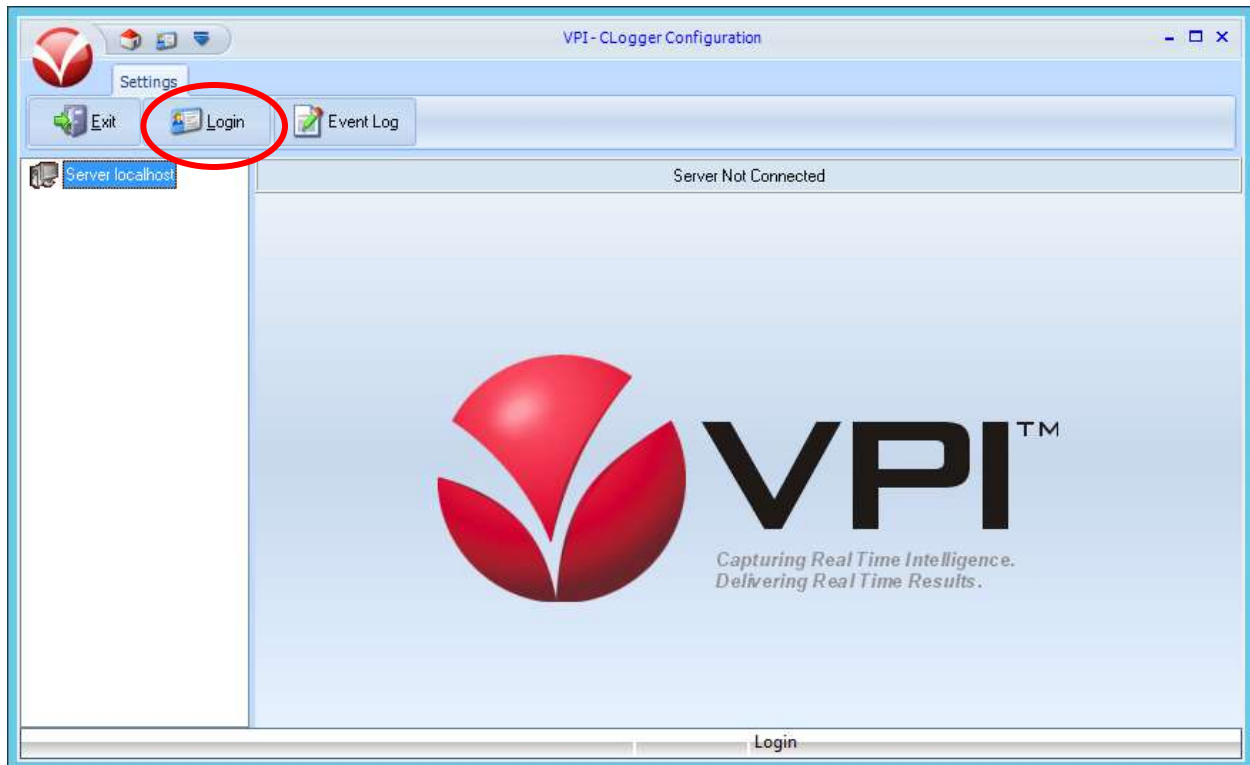 VPI - CLogger Configuration
Settings
Exit Login Event Log
Server localhost
Server Not Connected
VPI™
Capturing Real Time Intelligence.
Delivering Real Time Results.
Login